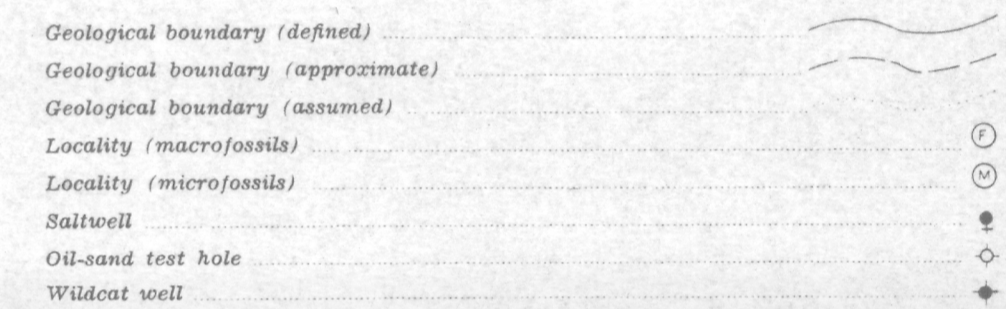 Geological boundary (defined)
Geological boundary (approximate)
Geological boundary (assumed)
Locality (macrofossils) F
Locality (microfossils) M
Saltwell
Oil-sand test hole
Wildcat well